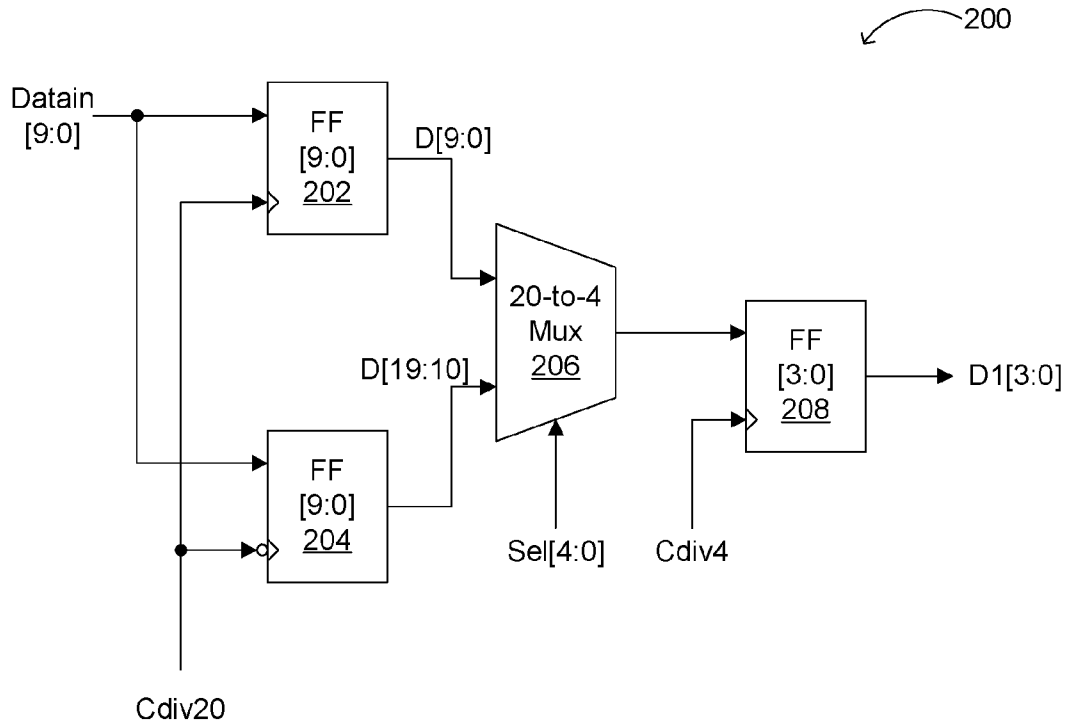 200
Datain
[9:0]
FF
[9:0]
202
D[9:0]
20-to-4
Mux
206
D[19:10]
FF
[3:0]
208
D1[3:0]
FF
[9:0]
204
Sel[4:0]
Cdiv4
Cdiv20